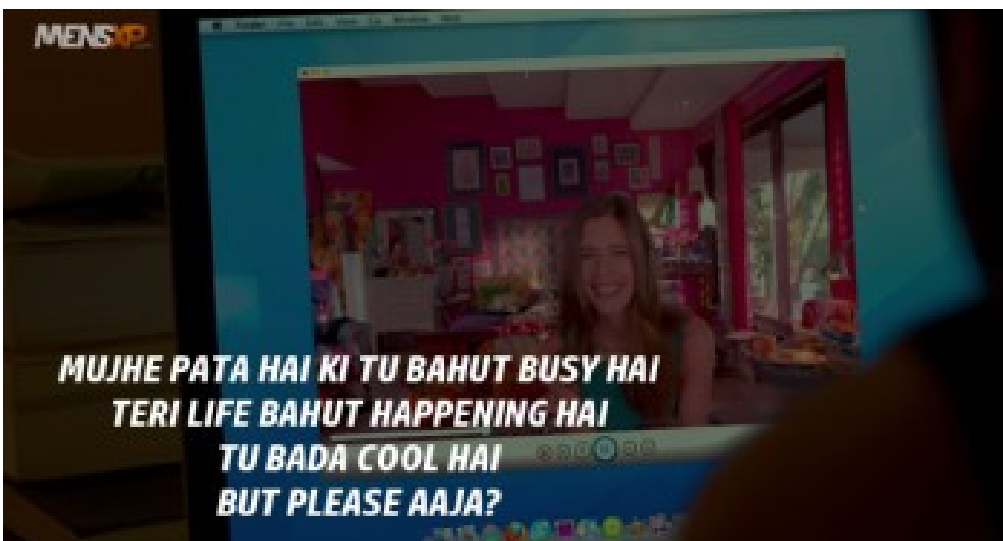 MENSXP
MUJHE PATA HAI KI TU BAHUT BUSY HAI
TERI LIFE BAHUT HAPPENING HAI
TU BADA COOL HAI
BUT PLEASE AAJA?